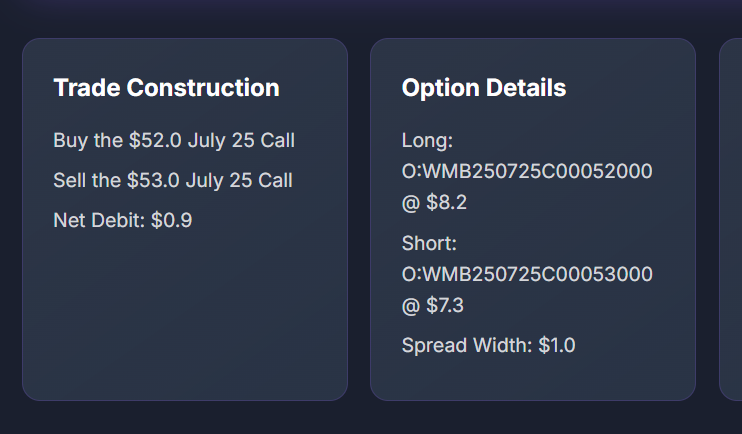 Trade Construction
Buy the $52.0 July 25 Call
Sell the $53.0 July 25 Call
Net Debit: $0.9
Option Details
Long:
O:WMB250725C00052000
@ $8.2
Short:
O:WMB250725C00053000
@ $7.3
Spread Width: $1.0